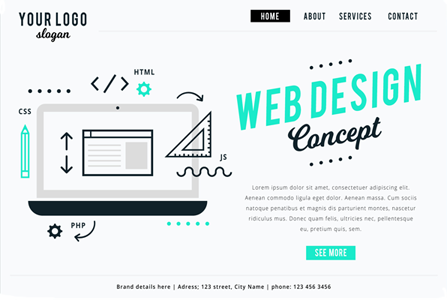 YOUR LOGO
slogan
HOME ABOUT SERVICES CONTACT
</>
HTML
CSS
JS
PHP
WEB DESIGN
Concept
Lorem ipsum dolor sit amet, consectetuer adipiscing elit.
Aenean commodo ligula eget dolor. Aenean massa. Cum
sociis natoque penatibus et magnis dis parturient montes, nascetur
ridiculus mus. Donec quam felis, ultricies nec, pellentesque
eu, pretium quis, sem.
SEE MORE
Brand details here | Adress; 123 street, City Name | phone: 123 456 3456